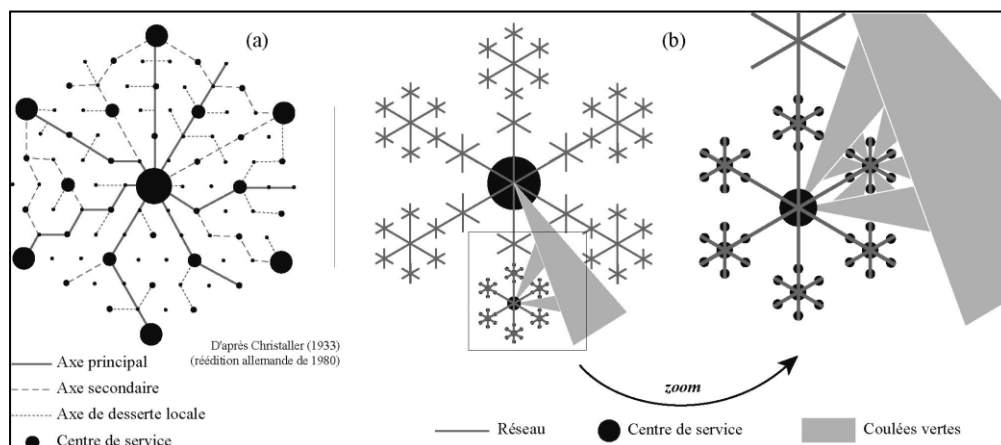 (a)
(b)
D'après Christaller (1933)
(réédition allemande de 1980)
Axe principal
Axe secondaire
Axe de desserte locale
Centre de service
zoom
Réseau
Centre de service
Coulées vertes